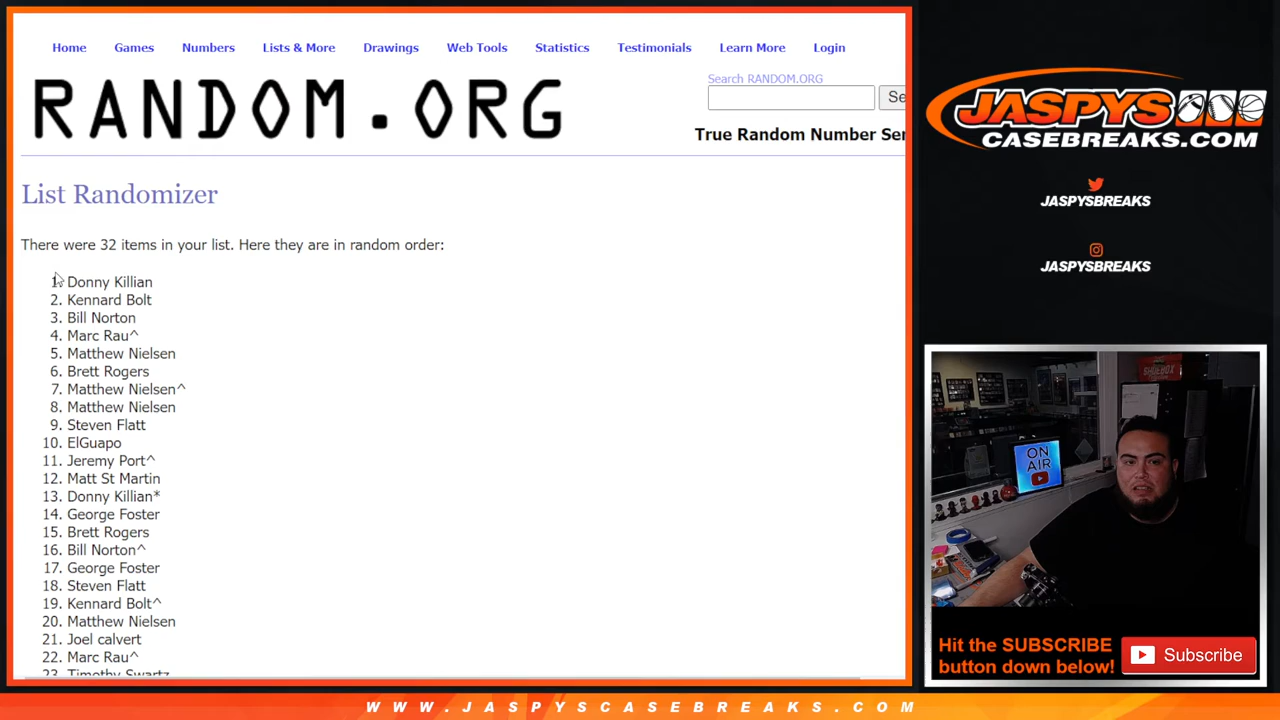 Home Games Numbers Lists & More Drawings Web Tools Statistics Testimonials Learn More Login
RANDOM.ORG
Search RANDOM.ORG
Se
True Random Number Ser
List Randomizer
There were 32 items in your list. Here they are in random order:
1. Donny Killian
2. Kennard Bolt
3. Bill Norton
4. Marc Rau^
5. Matthew Nielsen
6. Brett Rogers
7. Matthew Nielsen^
8. Matthew Nielsen
9. Steven Flatt
10. ElGuapo
11. Jeremy Port^
12. Matt St Martin
13. Donny Killian*
14. George Foster
15. Brett Rogers
16. Bill Norton^
17. George Foster
18. Steven Flatt
19. Kennard Bolt^
20. Matthew Nielsen
21. Joel calvert
22. Marc Rau^
23. Timothy Swartz
JASPYS
CASEBREAKS.COM
JASPYSBREAKS
JASPYSBREAKS
SHOEBOX
ON
AIR
Hit the SUBSCRIBE
button down below!
Subscribe
WWW.JASPYSCASEBREAKS.COM